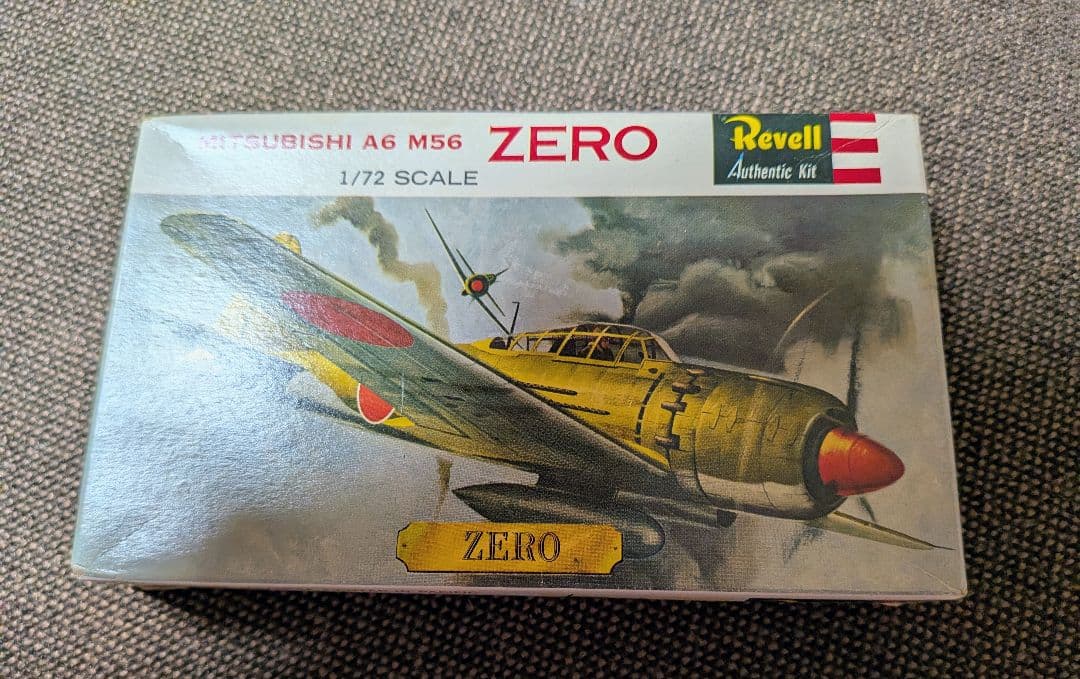 MITSUBISHI A6 M56 ZERO
1/72 SCALE
Revell
Authentic Kit
ZERO